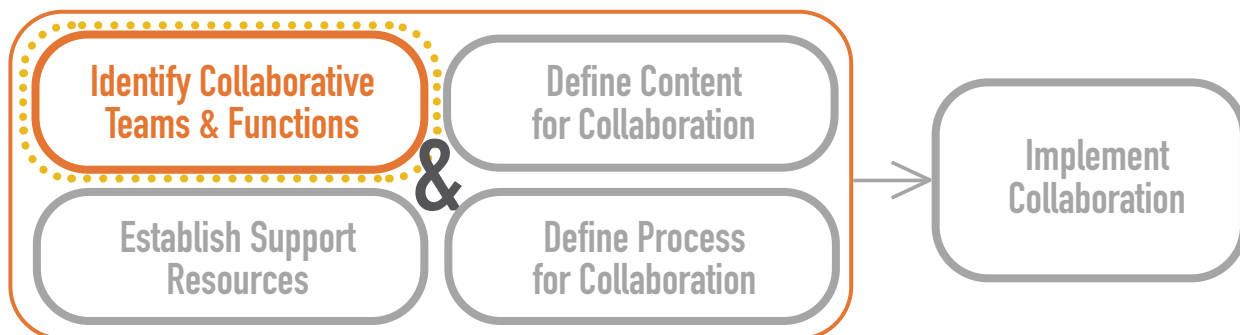 Identify Collaborative
Teams & Functions
Define Content
for Collaboration
&
Establish Support
Resources
Define Process
for Collaboration
Implement
Collaboration